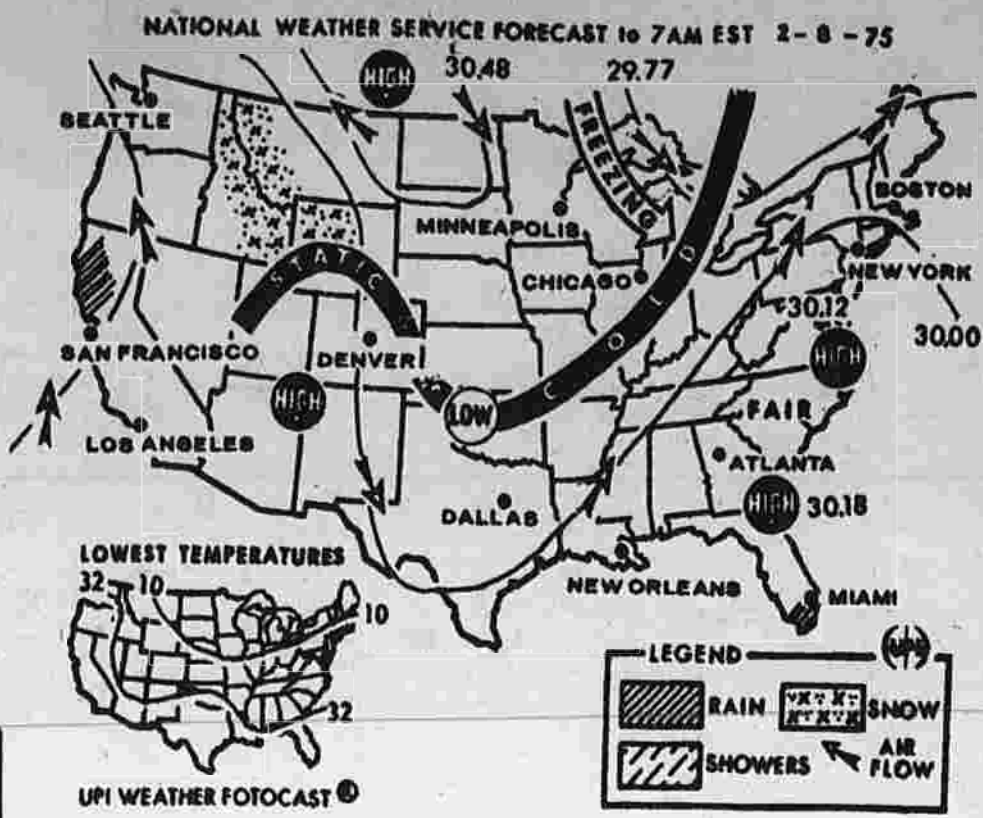 NATIONAL WEATHER SERVICE FORECAST to 7AM EST 2-8-75
HIGH
30.48
29.77
SEATTLE
FREEZING
BOSTON
MINNEAPOLIS
NEW YORK
STATIC
CHICAGO
COLD
30.12
30.00
SAN FRANCISCO
DENVER
HIGH
HIGH
LOW
FAIR
LOS ANGELES
ATLANTA
DALLAS
HIGH
30.18
LOWEST TEMPERATURES
NEW ORLEANS
MIAMI
32
10
10
32
LEGEND
UPI
RAIN
SNOW
SHOWERS
AIR
FLOW
UPI WEATHER FOTOCAST